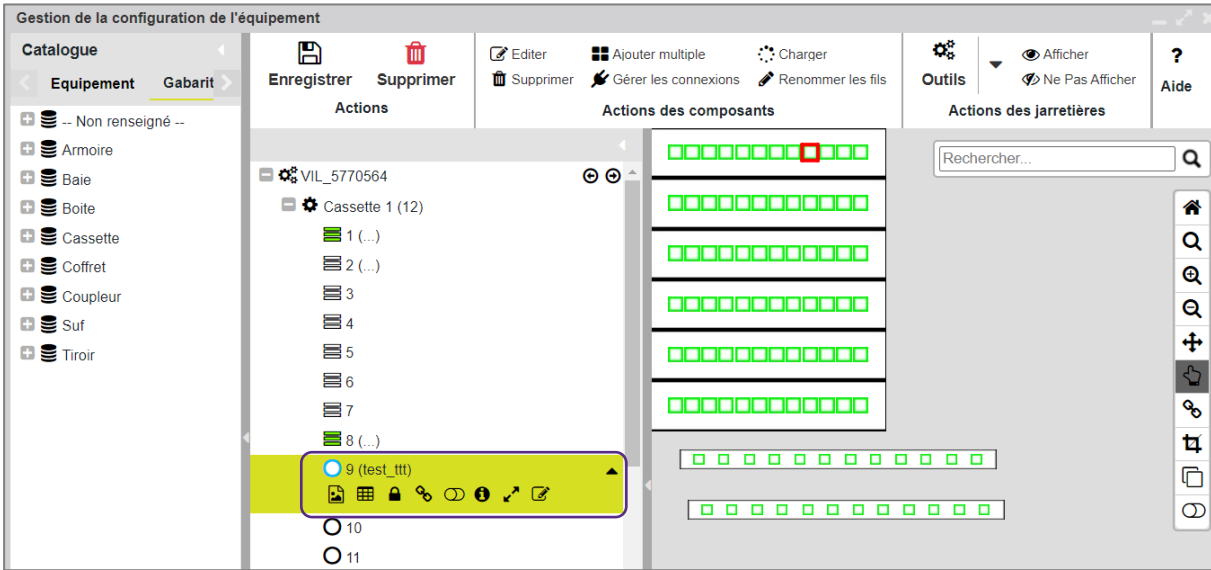 Gestion de la configuration de l'équipement
Catalogue
Equipement Gabarit
-- Non renseigné --
Armoire
Baie
Boite
Cassette
Coffret
Coupleur
Suf
Tiroir
Enregistrer Supprimer
Actions
Editer Ajouter multiple Charger
Supprimer Gérer les connexions Renommer les fils
Actions des composants
Outils
Afficher
Ne Pas Afficher
Actions des jarretières
?
Aide
VIL_5770564
Cassette 1 (12)
1 (...)
2 (...)
3
4
5
6
7
8 (...)
9 (test_ttt)
10
11
Rechercher...